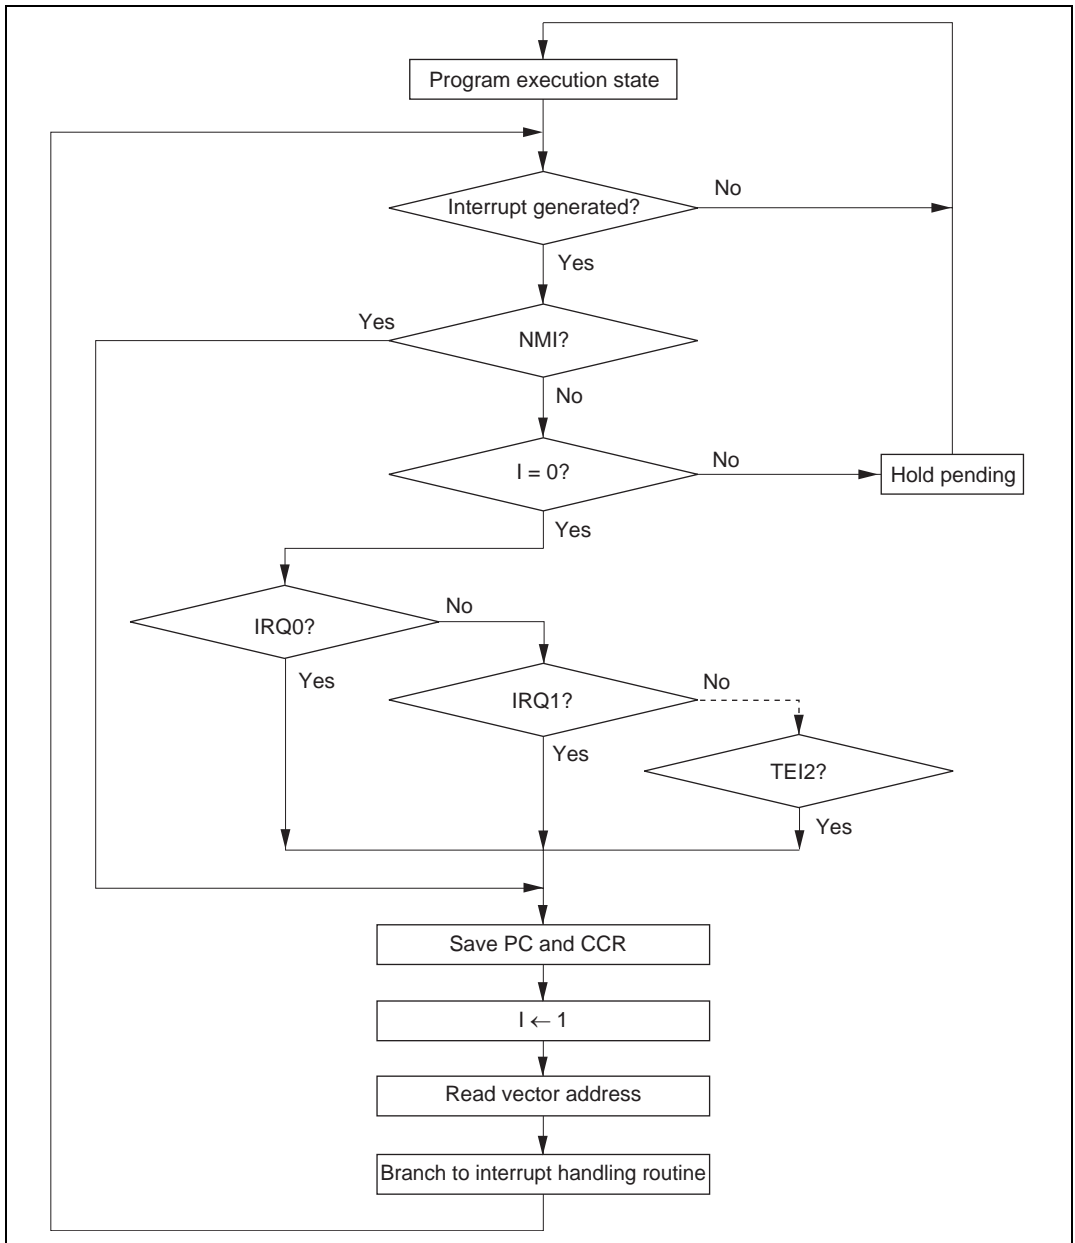 Program execution state
Interrupt generated?
No
Yes
Yes
NMI?
No
I = 0?
No
Hold pending
Yes
IRQ0?
No
Yes
IRQ1?
No
Yes
TEI2?
Yes
Save PC and CCR
I ← 1
Read vector address
Branch to interrupt handling routine